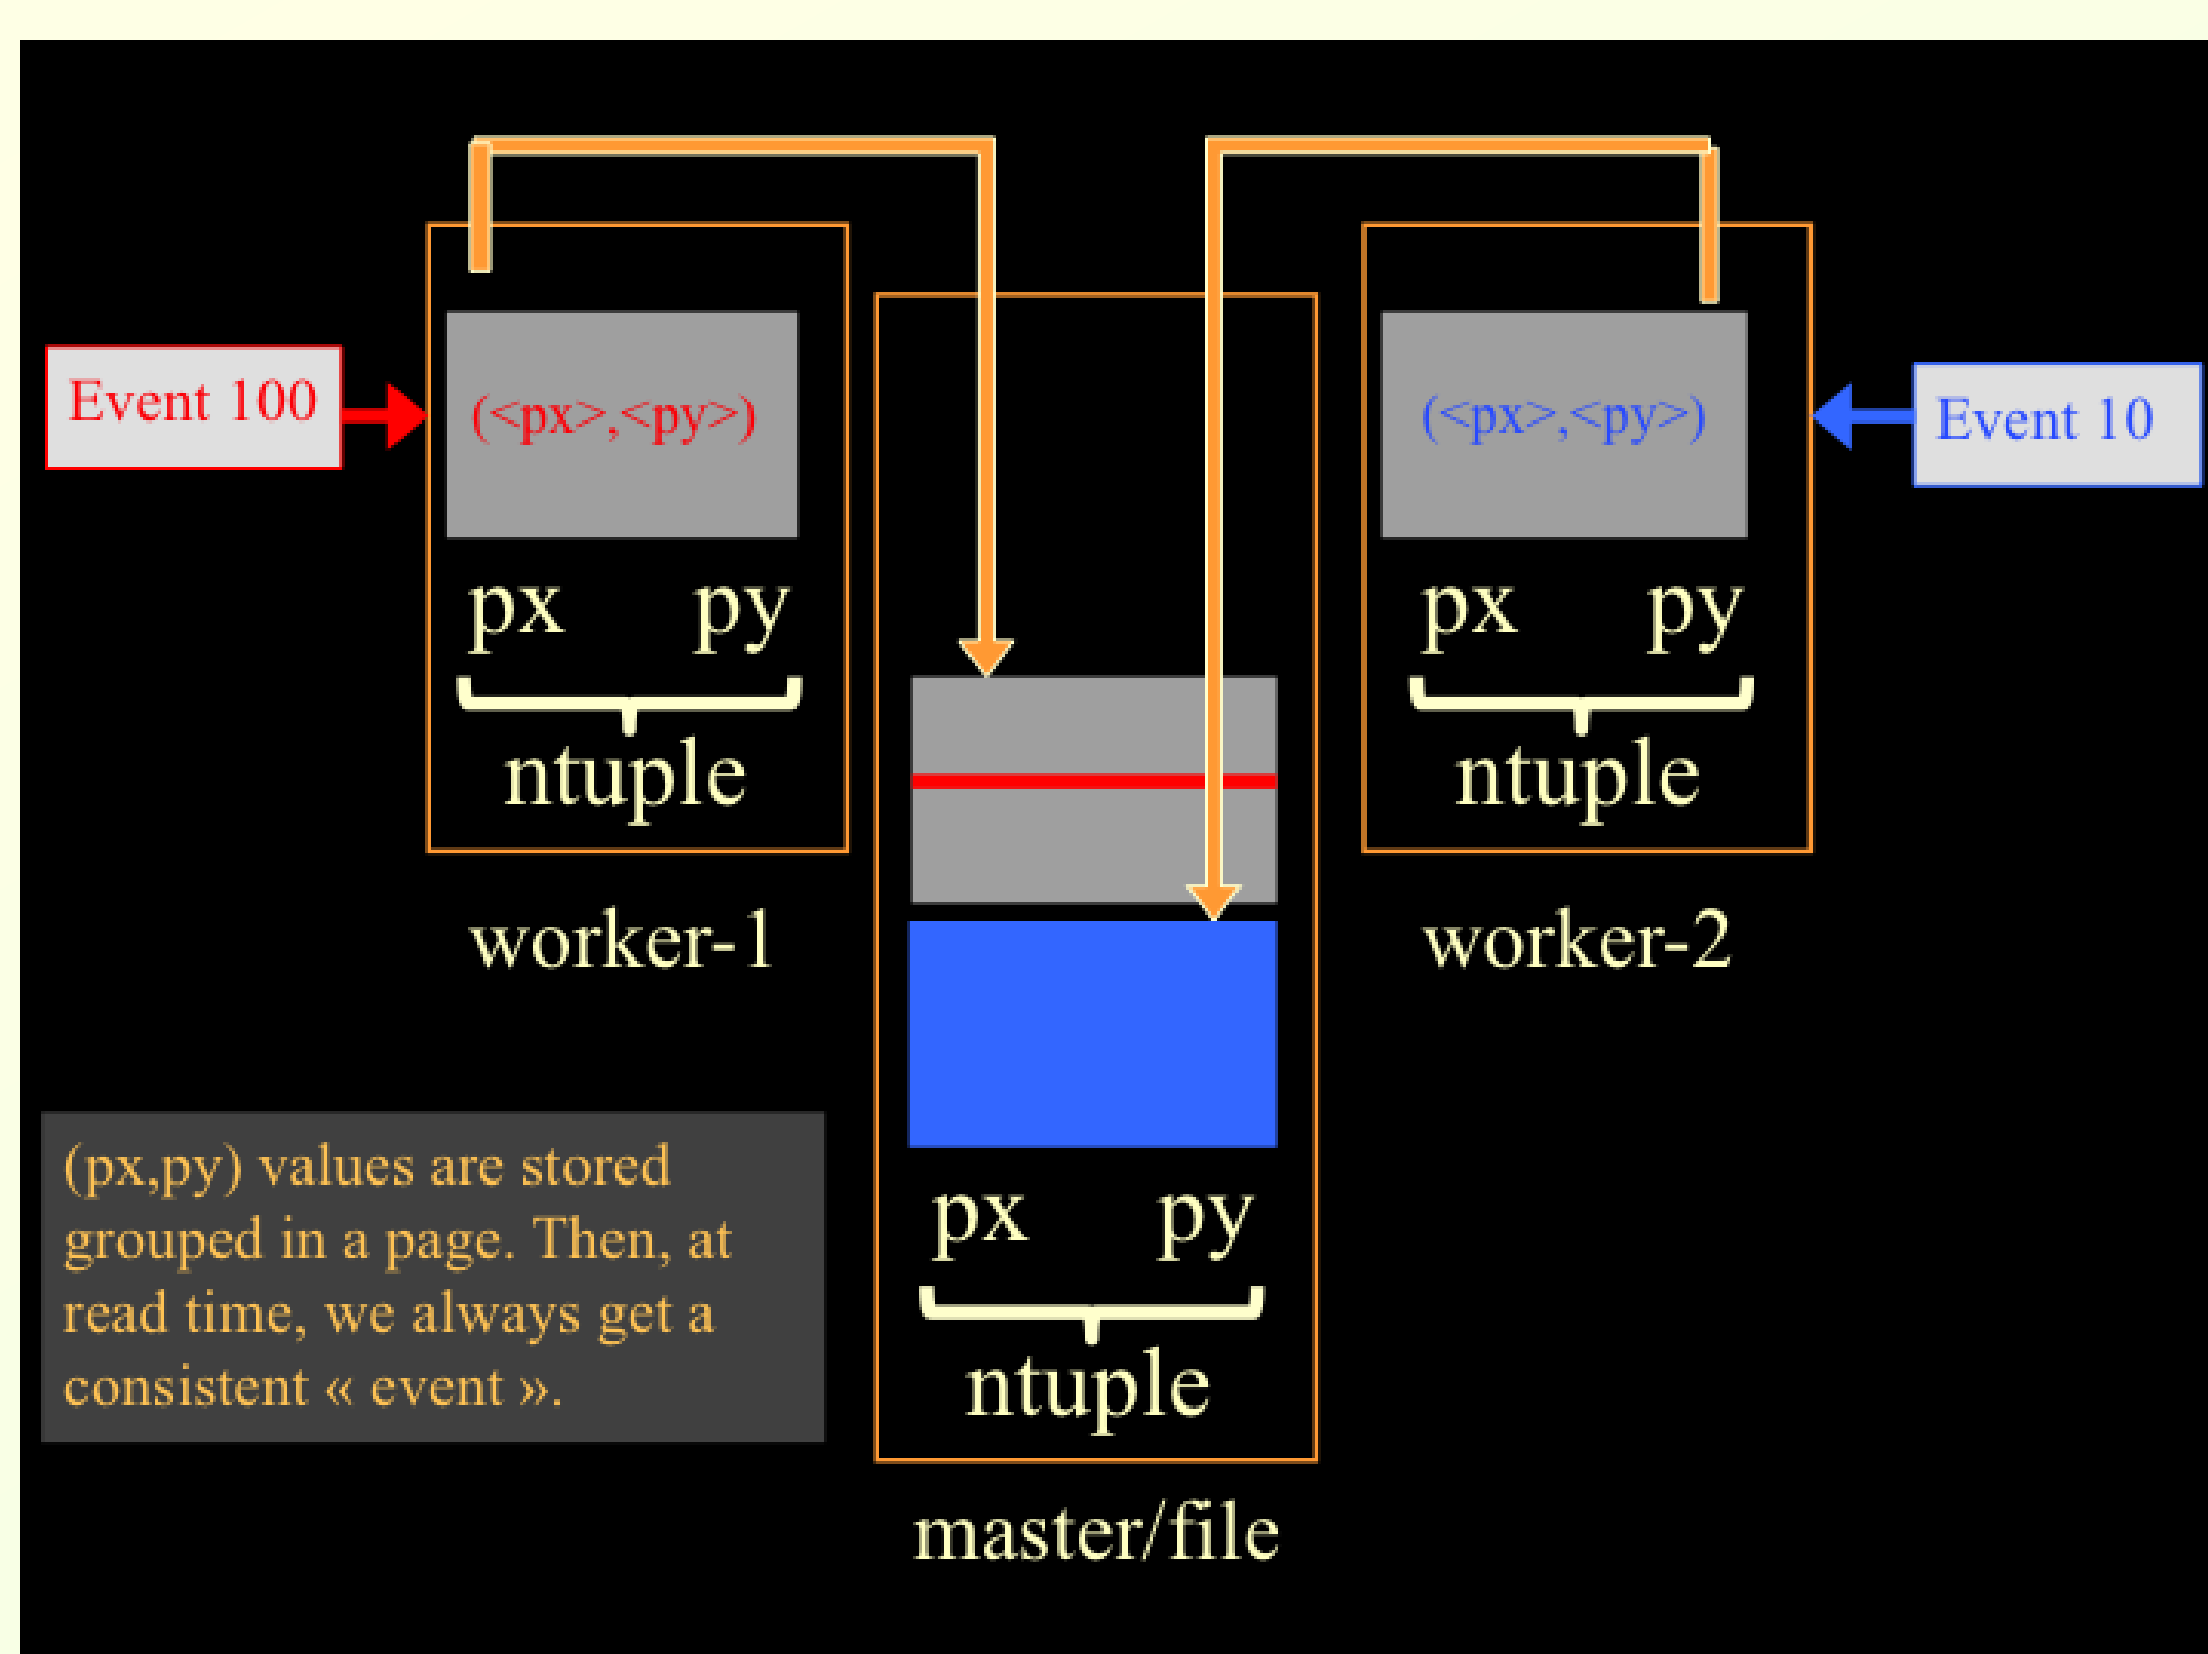 Event 100
(<px>,<py>)
px py
ntuple
worker-1
(<px>,<py>)
Event 10
px py
ntuple
worker-2
px py
ntuple
master/file
(px,py) values are stored
grouped in a page. Then, at
read time, we always get a
consistent « event ».